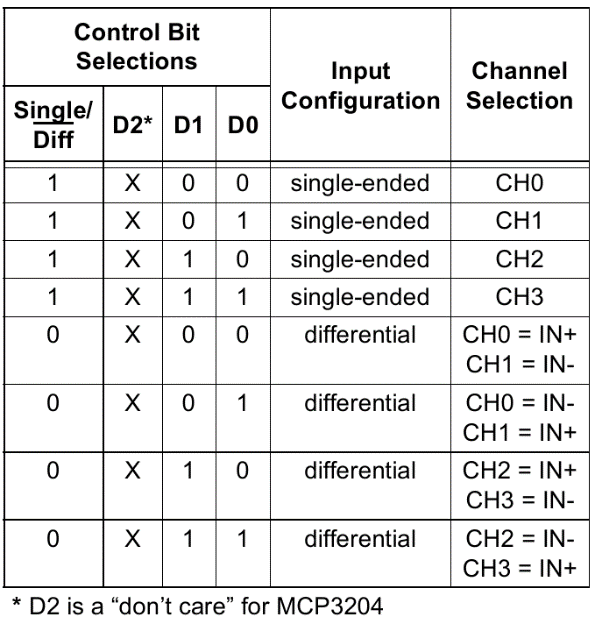 Control Bit
Selections
Input
Configuration
Channel
Selection
Single/
Diff
D2* D1 D0
1 X 0 0 single-ended CH0
1 X 0 1 single-ended CH1
1 X 1 0 single-ended CH2
1 X 1 1 single-ended CH3
0 X 0 0 differential CH0 = IN+
CH1 = IN-
0 X 0 1 differential CH0 = IN-
CH1 = IN+
0 X 1 0 differential CH2 = IN+
CH3 = IN-
0 X 1 1 differential CH2 = IN-
CH3 = IN+
* D2 is a “don’t care” for MCP3204